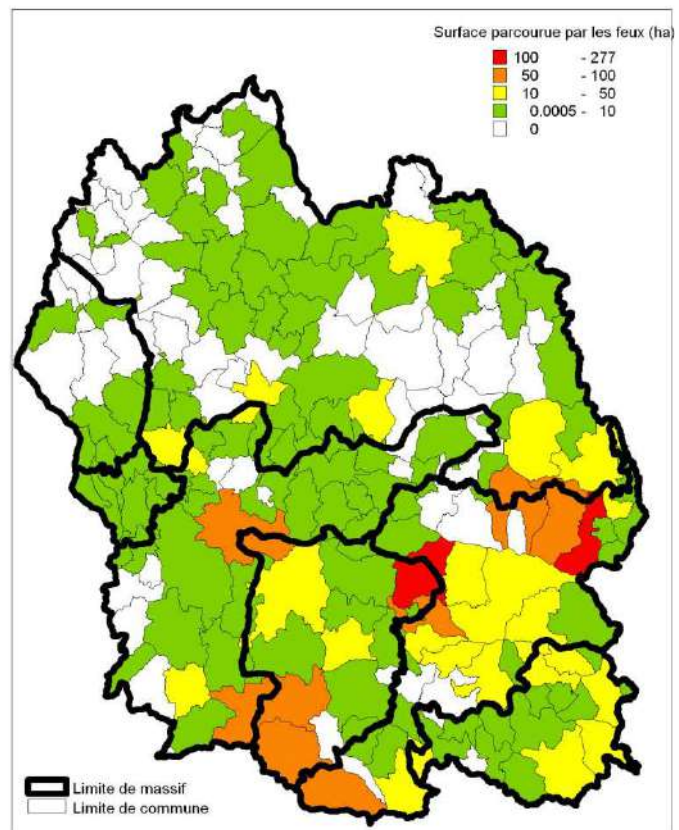 Surface parcourue par les feux (ha)
100 - 277
50 - 100
10 - 50
0.0005 - 10
0
Limite de massif
Limite de commune